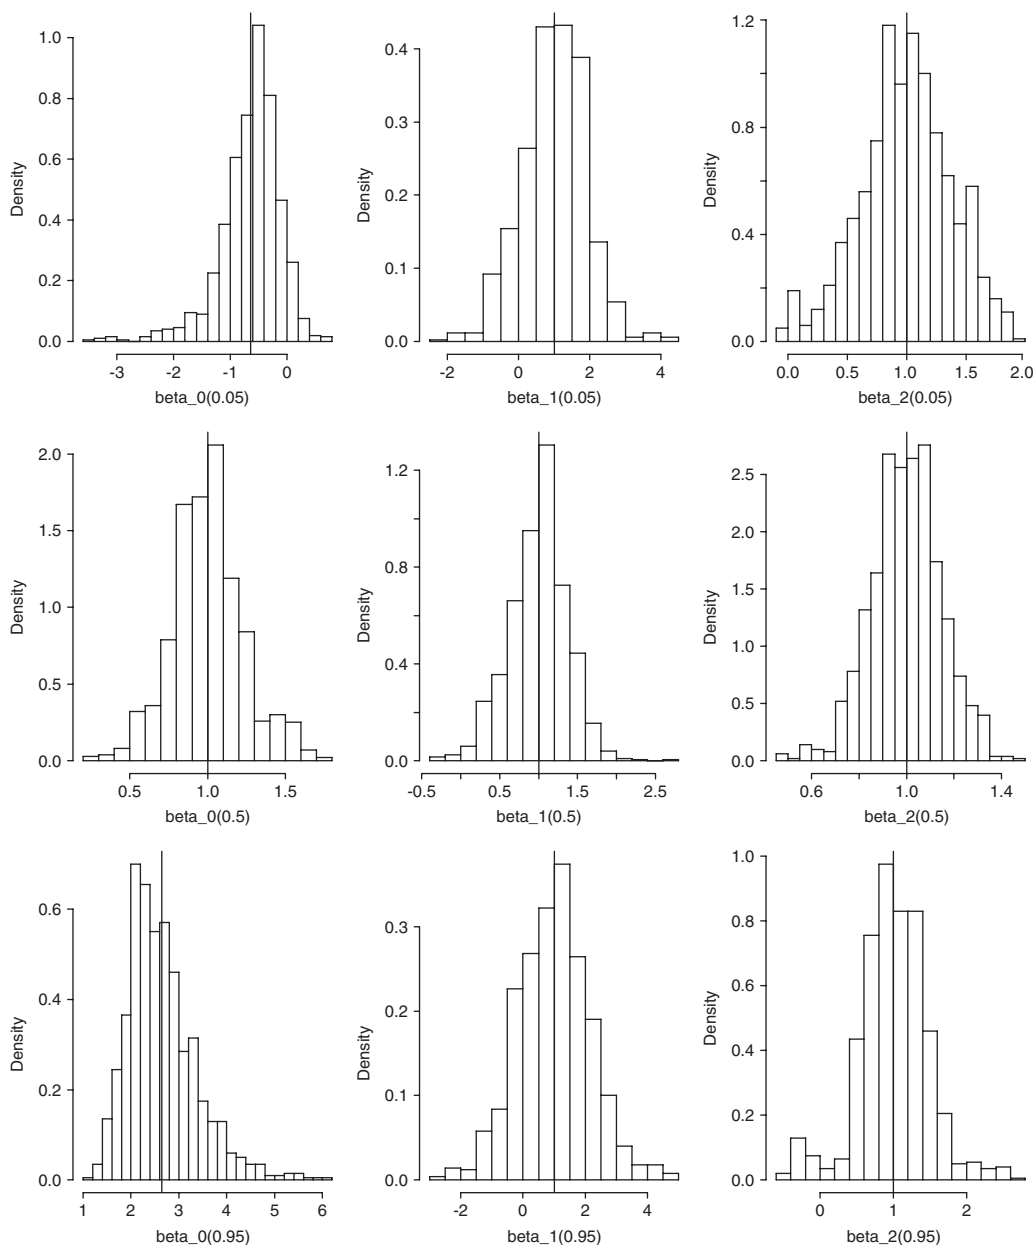 1.0
0.8
0.6
0.4
0.2
0.0
Density
-3 -2 -1 0
beta_0(0.05)
0.4
0.3
0.2
0.1
0.0
Density
-2 0 2 4
beta_1(0.05)
1.2
0.8
0.4
0.0
Density
0.0 0.5 1.0 1.5 2.0
beta_2(0.05)
2.0
1.5
1.0
0.5
0.0
Density
0.5 1.0 1.5
beta_0(0.5)
1.2
0.8
0.4
0.0
Density
-0.5 0.5 1.5 2.5
beta_1(0.5)
2.5
2.0
1.5
1.0
0.5
0.0
Density
0.6 1.0 1.4
beta_2(0.5)
0.6
0.4
0.2
0.0
Density
1 2 3 4 5 6
beta_0(0.95)
0.3
0.2
0.1
0.0
Density
-2 0 2 4
beta_1(0.95)
1.0
0.8
0.6
0.4
0.2
0.0
Density
0 1 2
beta_2(0.95)